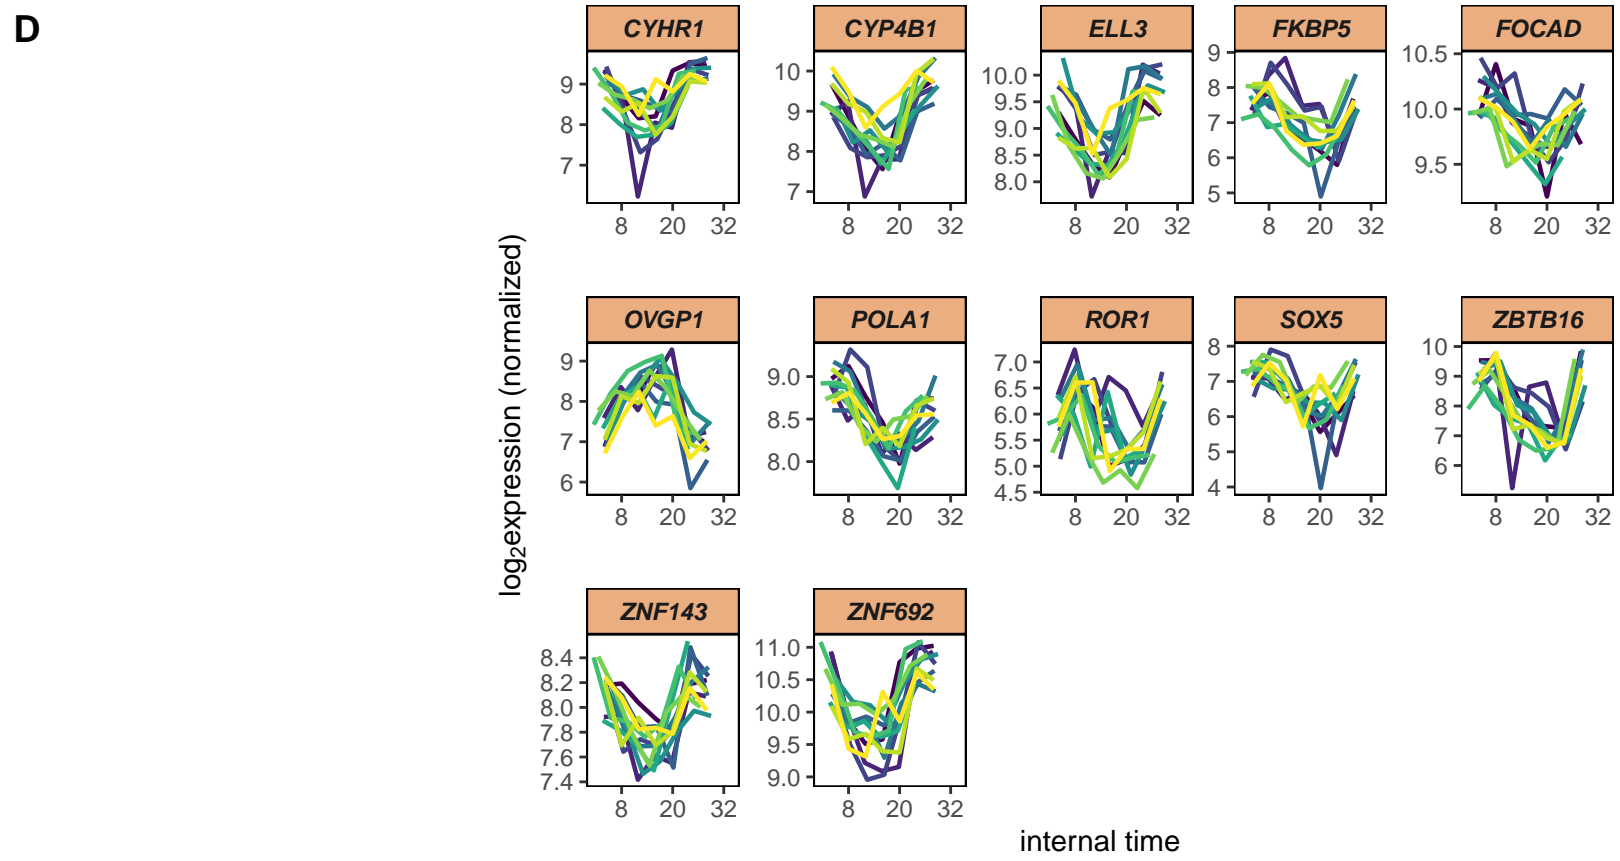 D
CYHR1 CYP4B1 ELL3 FKBP5 FOCAD
9 8 7
10 9 8 7
10.0 9.5 9.0 8.5 8.0
9 8 7 6 5
10.5 10.0 9.5
8 20 32 8 20 32 8 20 32 8 20 32 8 20 32
log2expression (normalized)
OVGP1 POLA1 ROR1 SOX5 ZBTB16
9 8 7 6
9.0 8.5 8.0
7.0 6.5 6.0 5.5 5.0 4.5
8 7 6 5 4
10 9 8 7 6
8 20 32 8 20 32 8 20 32 8 20 32 8 20 32
ZNF143 ZNF692
8.4 8.2 8.0 7.8 7.6 7.4
11.0 10.5 10.0 9.5 9.0
8 20 32 8 20 32
internal time